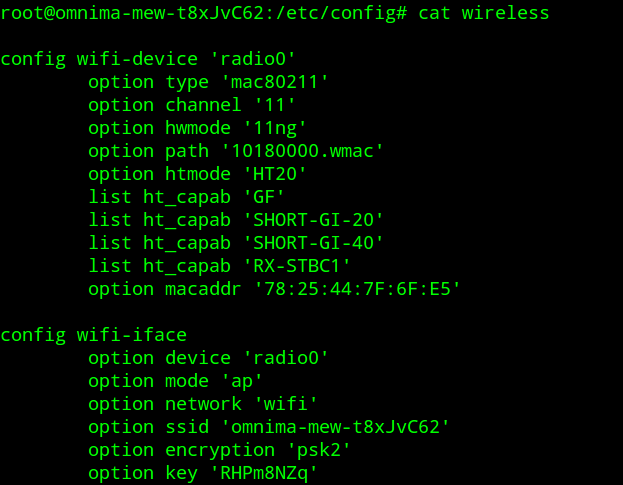 root@omnima-mew-t8xJvC62:/etc/config# cat wireless
config wifi-device 'radio0'
option type 'mac80211'
option channel '11'
option hwmode '11ng'
option path '10180000.wmac'
option htmode 'HT20'
list ht_capab 'GF'
list ht_capab 'SHORT-GI-20'
list ht_capab 'SHORT-GI-40'
list ht_capab 'RX-STBC1'
option macaddr '78:25:44:7F:6F:E5'
config wifi-iface
option device 'radio0'
option mode 'ap'
option network 'wifi'
option ssid 'omnima-mew-t8xJvC62'
option encryption 'psk2'
option key 'RHPm8NZq'